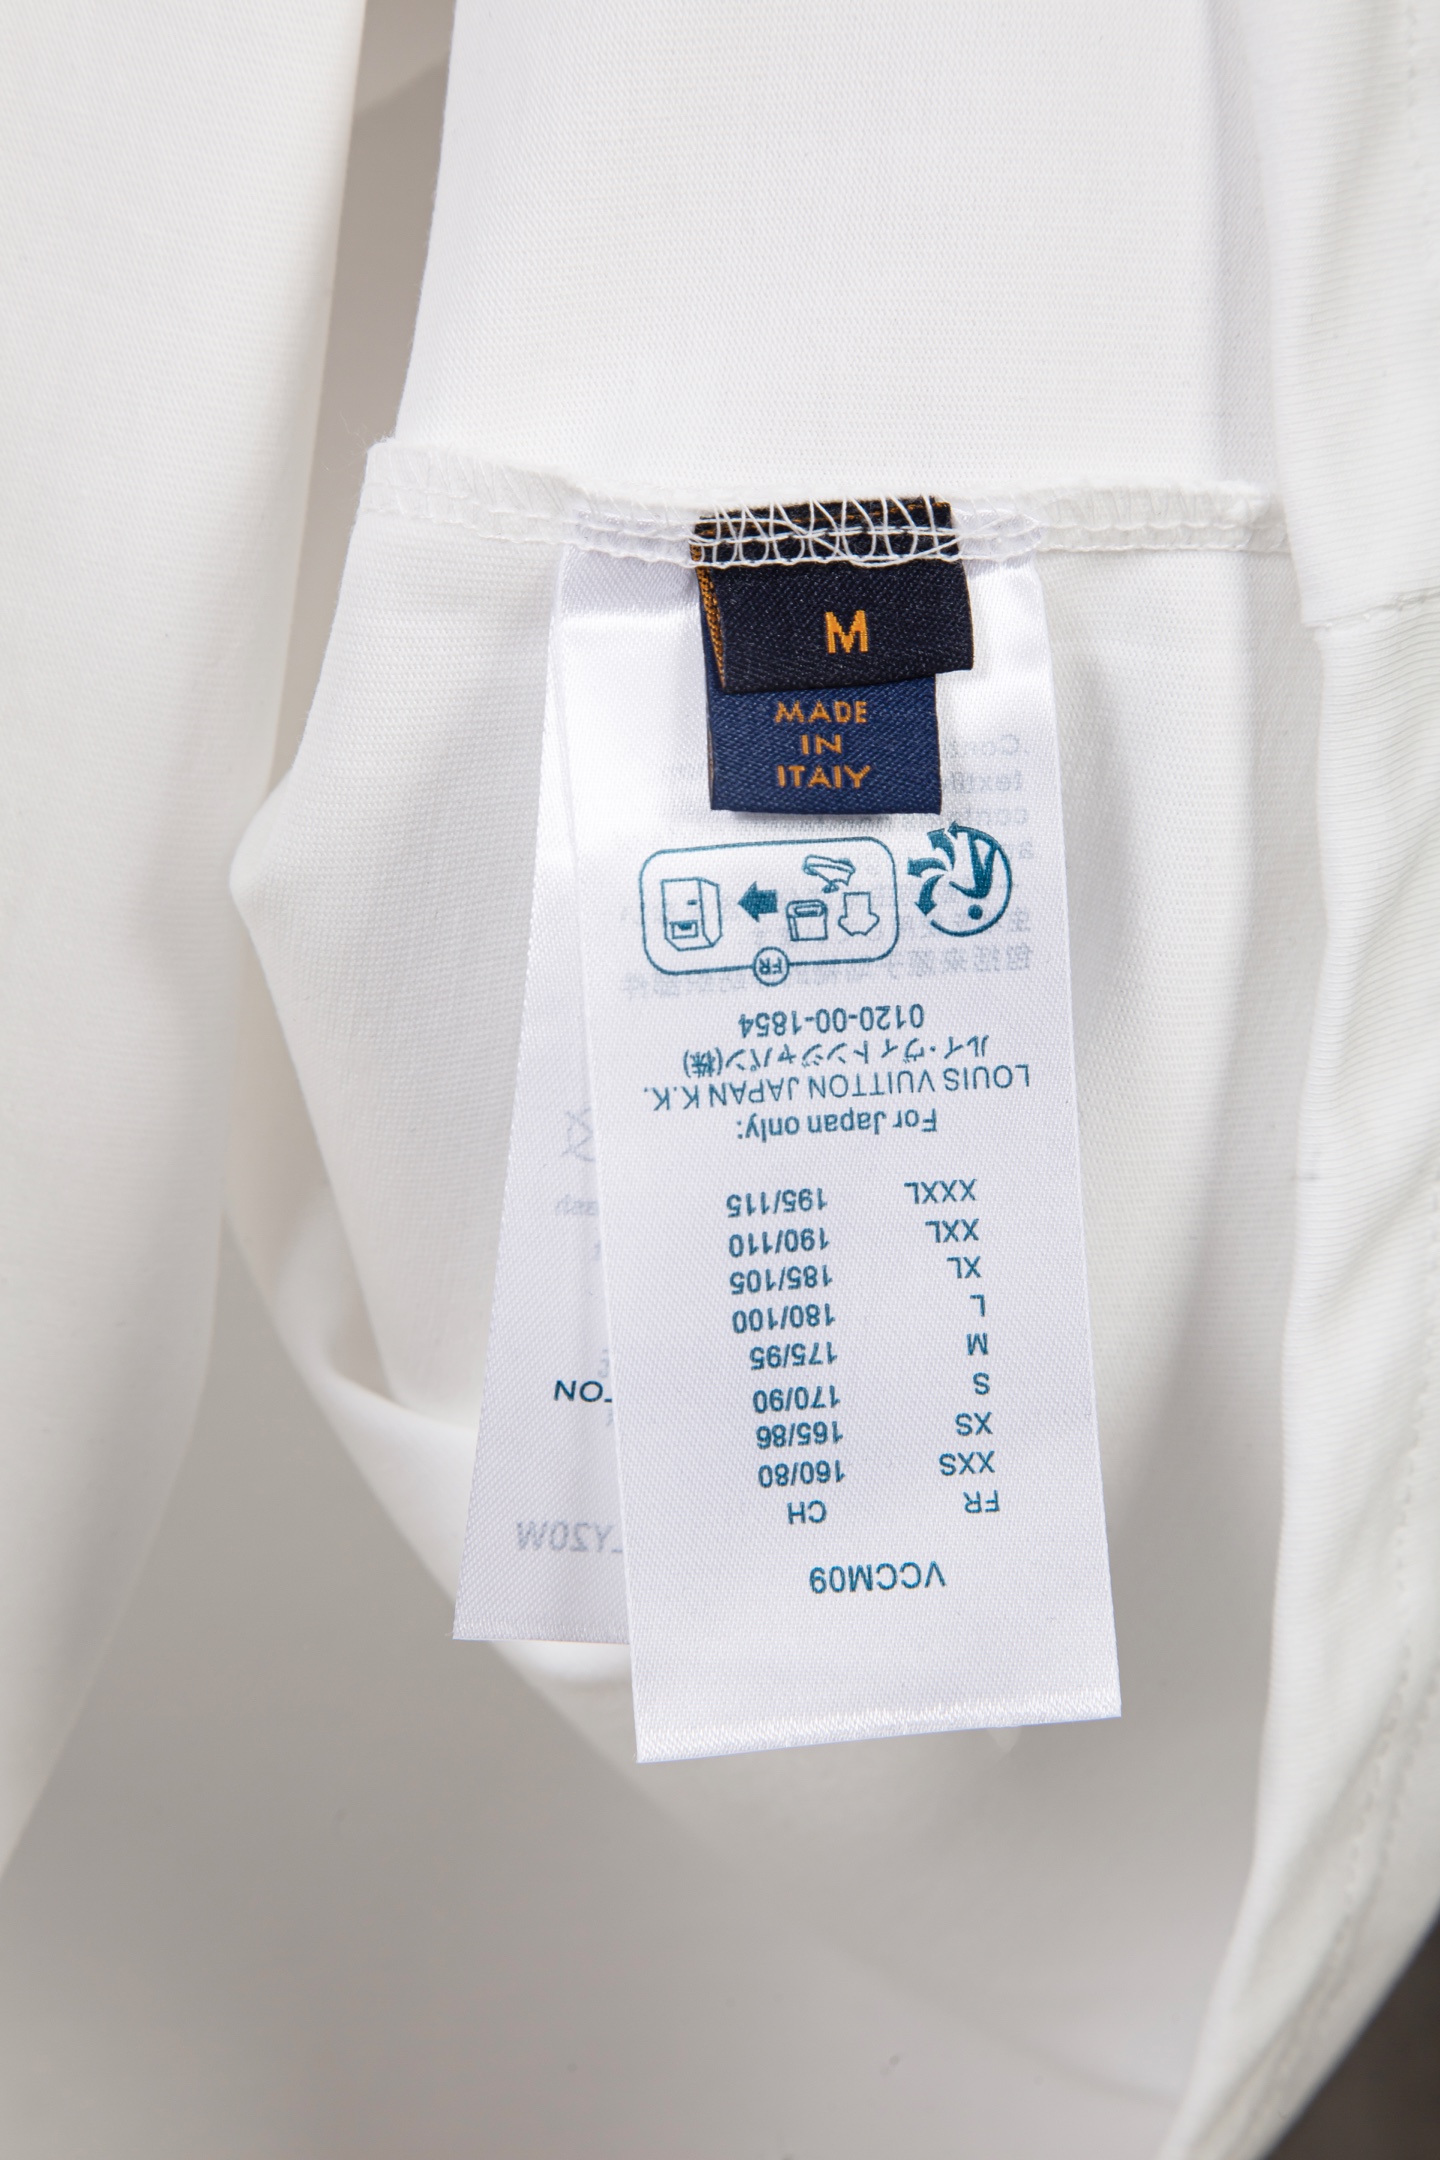 M
MADE
IN
ITAIY
VCCM09
FR CH
XXS 160/80
XS 165/86
S 170/90
M 175/95
L 180/100
XL 185/105
XXL 190/110
XXXL 195/115
For Japan only:
LOUIS VUITTON JAPAN K.K.
ルイ・ヴィトンジャパン(株)
0120-00-1854
FR
TON